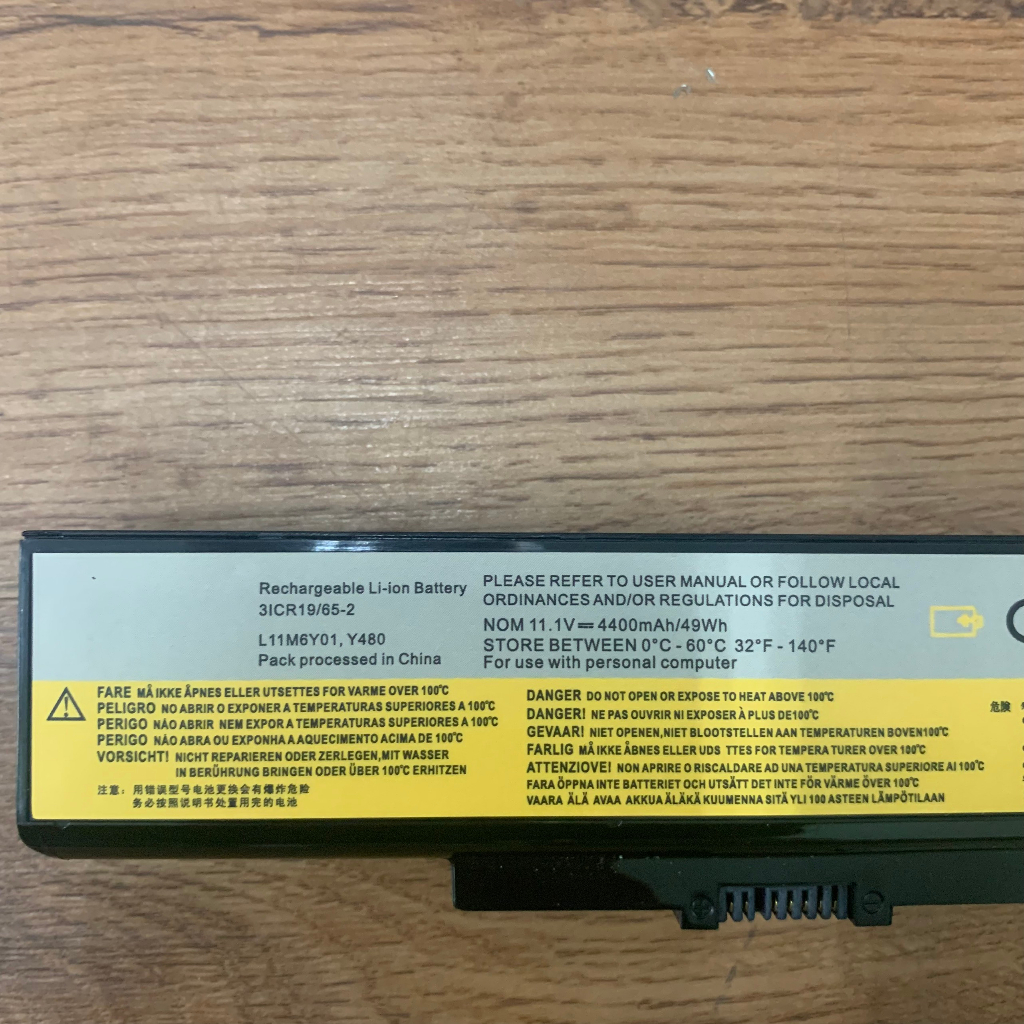 Rechargeable Li-ion Battery
3ICR19/65-2
L11M6Y01, Y480
Pack processed in China
PLEASE REFER TO USER MANUAL OR FOLLOW LOCAL
ORDINANCES AND/OR REGULATIONS FOR DISPOSAL
NOM 11.1V⎓4400mAh/49Wh
STORE BETWEEN 0°C - 60°C 32°F - 140°F
For use with personal computer
FARE MÅ IKKE ÅPNES ELLER UTSETTES FOR VARME OVER 100℃
PELIGRO NO ABRIR O EXPONER A TEMPERATURAS SUPERIORES A 100℃
PERIGO NÃO ABRIR NEM EXPOR A TEMPERATURAS SUPERIORES A 100℃
PERIGO NÃO ABRA OU EXPONHA A AQUECIMENTO ACIMA DE 100℃
VORSICHT! NICHT REPARIEREN ODER ZERLEGEN,MIT WASSER
IN BERÜHRUNG BRINGEN ODER ÜBER 100℃ ERHITZEN
注意：用错误型号电池更换会有爆炸危险
务必按照说明书处置用完的电池
DANGER DO NOT OPEN OR EXPOSE TO HEAT ABOVE 100℃
DANGER! NE PAS OUVRIR NI EXPOSER À PLUS DE100℃
GEVAAR! NIET OPENEN,NIET BLOOTSTELLEN AAN TEMPERATUREN BOVEN100℃
FARLIG MÅ IKKE ÅBNES ELLER UDS TTES FOR TEMPERA TURER OVER 100℃
ATTENZIOVE! NON APRIRE O RISCALDARE AD UNA TEMPERATURA SUPERIORE AI 100℃
FARA ÖPPNA INTE BATTERIET OCH UTSÄTT DET INTE FÖR VÄRME ÖVER 100℃
VAARA ÄLÄ AVAA AKKUA ÄLÄKÄ KUUMENNA SITÄ YLI 100 ASTEEN LÄMPÖTILAAN
危險